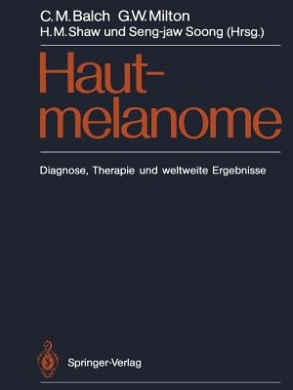 C.M. Balch G.W. Milton
H.M. Shaw und Seng-jaw Soong (Hrsg.)
Haut-
melanome
Diagnose, Therapie und weltweite Ergebnisse
Springer-Verlag